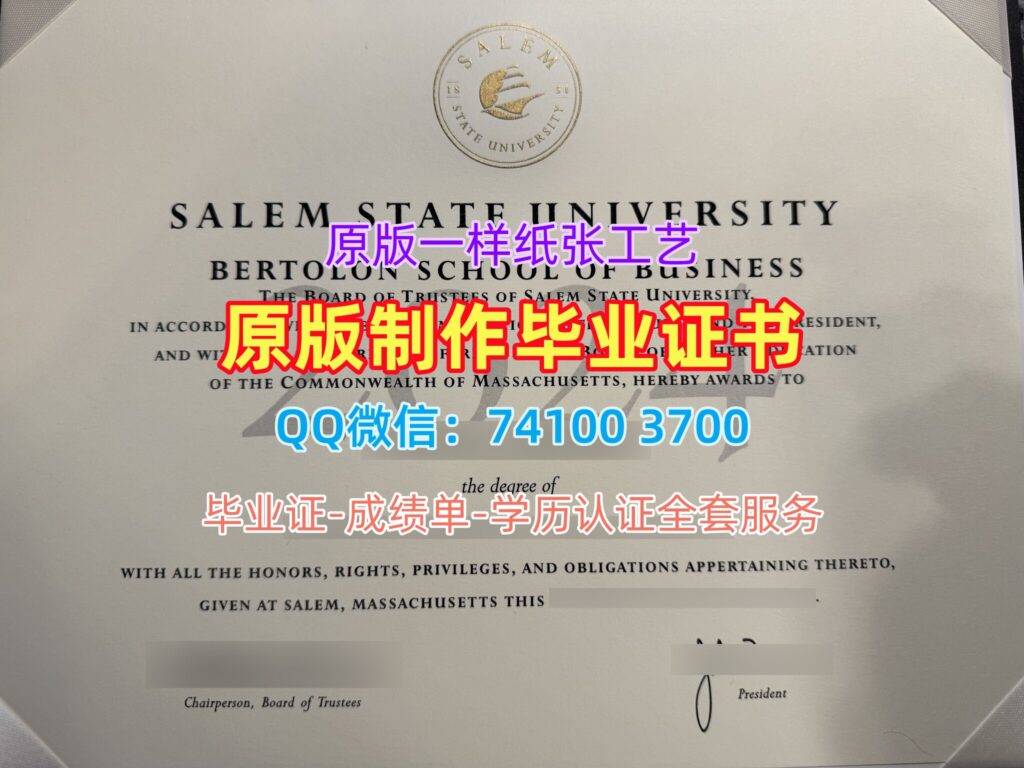 SALEM
18 54
STATE UNIVERSITY
SALEM STATE UNIVERSITY
原版一样纸张工艺
BERTOLON SCHOOL OF BUSINESS
THE BOARD OF TRUSTEES OF SALEM STATE UNIVERSITY,
原版制作毕业证书
PRESIDENT,
AND
OF THE COMMONWEALTH OF MASSACHUSETTS, HEREBY AWARDS TO
2024
QQ微信：74100 3700
the degree of
毕业证-成绩单-学历认证全套服务
WITH ALL THE HONORS, RIGHTS, PRIVILEGES, AND OBLIGATIONS APPERTAINING THERETO,
GIVEN AT SALEM, MASSACHUSETTS THIS .
Chairperson, Board of Trustees
President